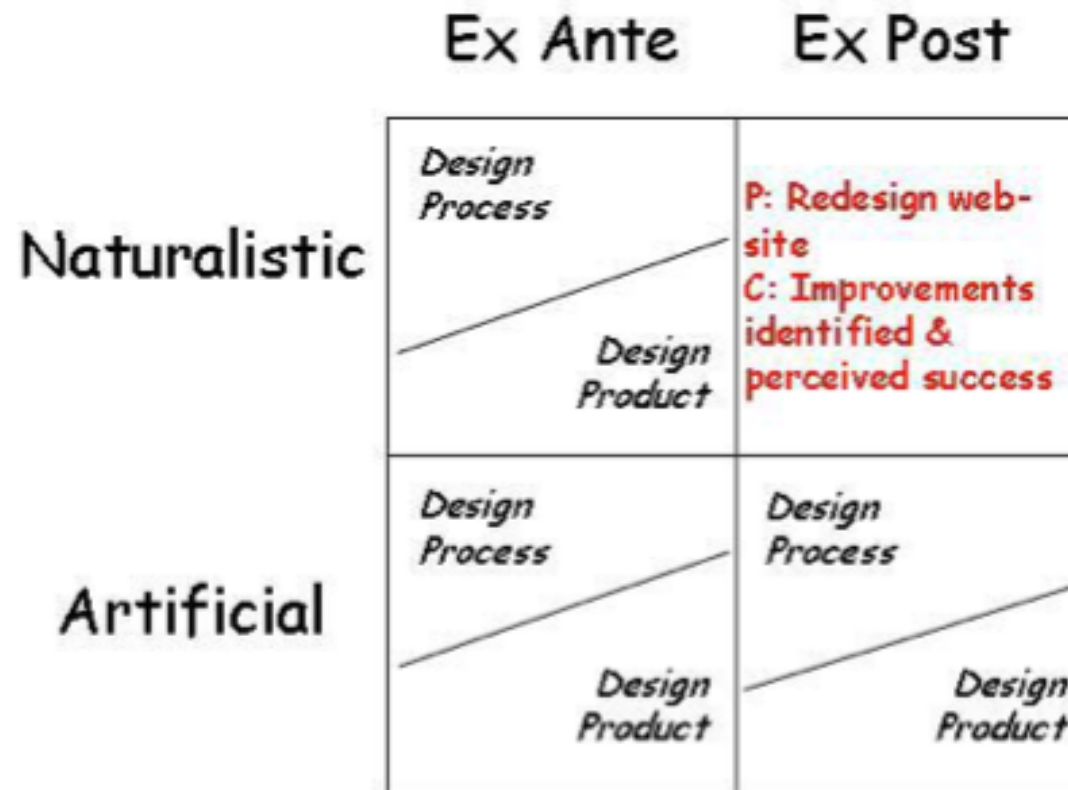 Ex Ante Ex Post
Naturalistic
Design
Process
Design
Product
P: Redesign web-
site
C: Improvements
identified &
perceived success
Artificial
Design
Process
Design
Product
Design
Process
Design
Product